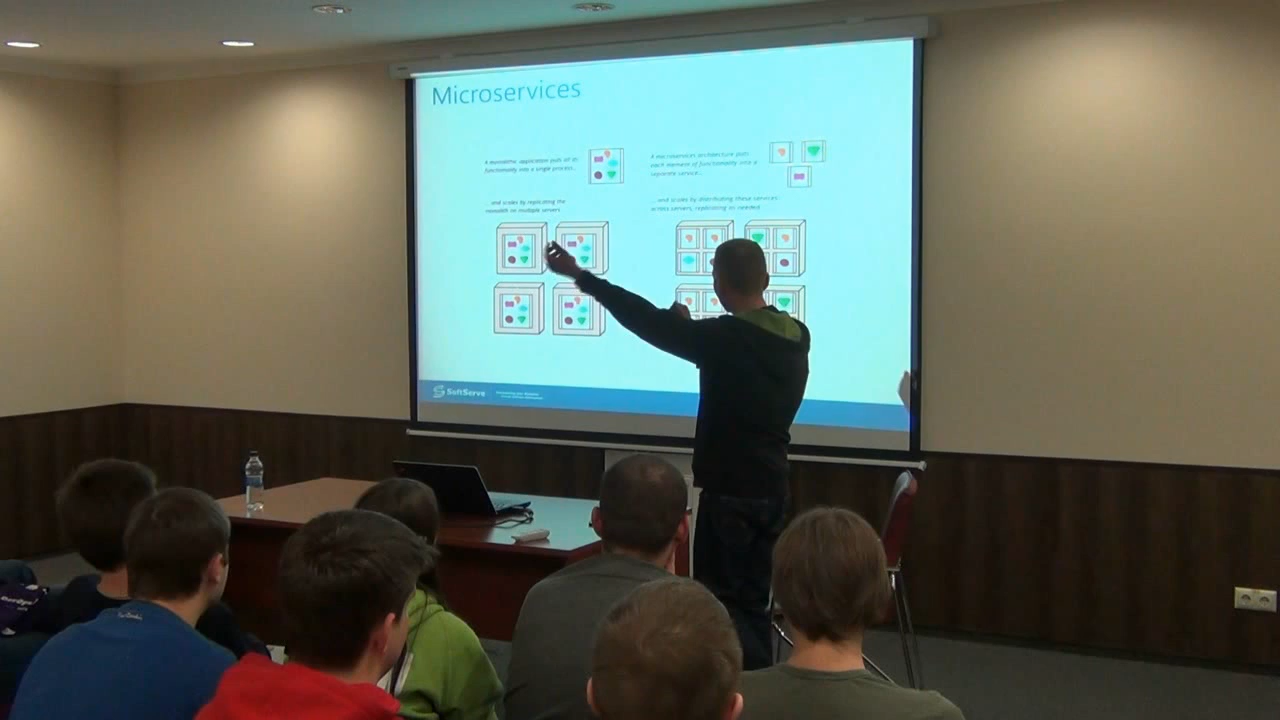 Microservices
A monolithic application puts all its
functionality into a single process...
A microservices architecture puts
each element of functionality into a
separate service...
... and scales by replicating the
monolith on multiple servers
... and scales by distributing these services
across servers, replicating as needed.
SoftServe